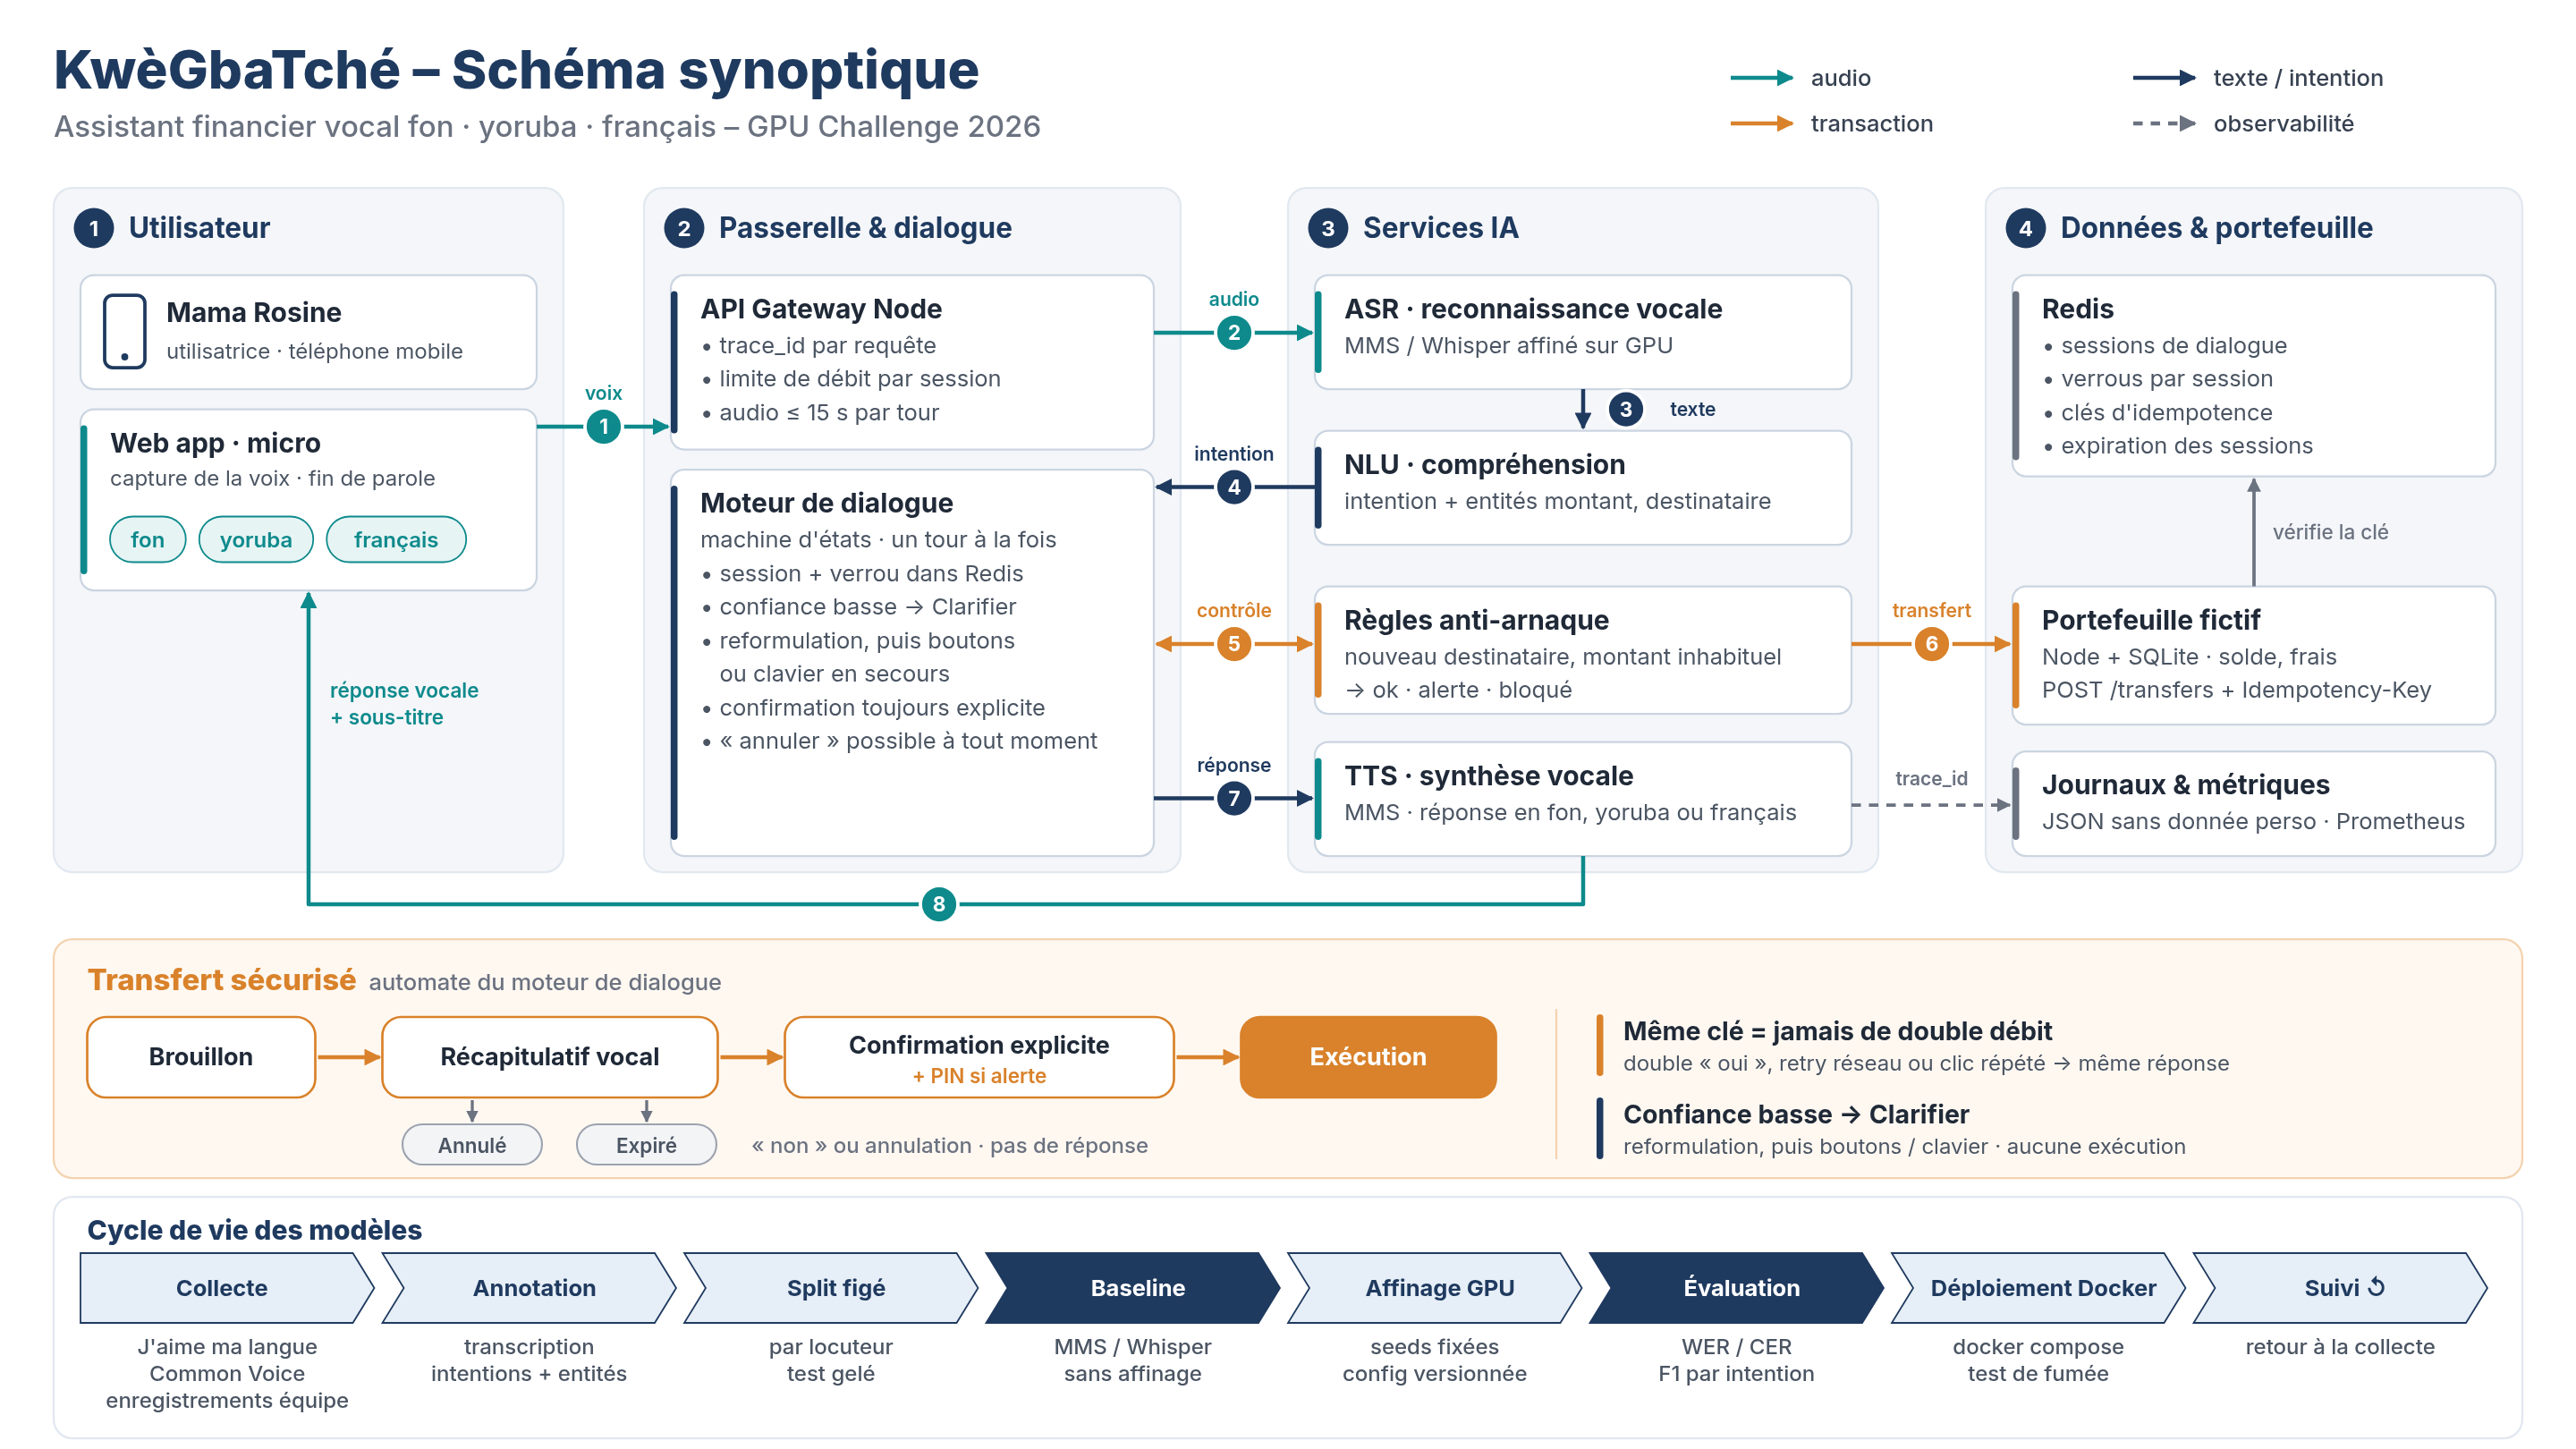 KwèGbaTché – Schéma synoptique
Assistant financier vocal fon · yoruba · français – GPU Challenge 2026
audio
texte / intention
transaction
observabilité
1 Utilisateur
Mama Rosine
utilisatrice · téléphone mobile
Web app · micro
capture de la voix · fin de parole
fon
yoruba
français
réponse vocale
+ sous-titre
voix
1
2 Passerelle & dialogue
API Gateway Node
• trace_id par requête
• limite de débit par session
• audio ≤ 15 s par tour
Moteur de dialogue
machine d'états · un tour à la fois
• session + verrou dans Redis
• confiance basse → Clarifier
• reformulation, puis boutons
ou clavier en secours
• confirmation toujours explicite
• « annuler » possible à tout moment
audio
2
intention
4
contrôle
5
réponse
7
3 Services IA
ASR · reconnaissance vocale
MMS / Whisper affiné sur GPU
3 texte
NLU · compréhension
intention + entités montant, destinataire
Règles anti-arnaque
nouveau destinataire, montant inhabituel
→ ok · alerte · bloqué
TTS · synthèse vocale
MMS · réponse en fon, yoruba ou français
transfert
6
trace_id
4 Données & portefeuille
Redis
• sessions de dialogue
• verrous par session
• clés d'idempotence
• expiration des sessions
vérifie la clé
Portefeuille fictif
Node + SQLite · solde, frais
POST /transfers + Idempotency-Key
Journaux & métriques
JSON sans donnée perso · Prometheus
8
Transfert sécurisé automate du moteur de dialogue
Brouillon
Récapitulatif vocal
Confirmation explicite
+ PIN si alerte
Exécution
Annulé
Expiré
« non » ou annulation · pas de réponse
Même clé = jamais de double débit
double « oui », retry réseau ou clic répété → même réponse
Confiance basse → Clarifier
reformulation, puis boutons / clavier · aucune exécution
Cycle de vie des modèles
Collecte
J'aime ma langue
Common Voice
enregistrements équipe
Annotation
transcription
intentions + entités
Split figé
par locuteur
test gelé
Baseline
MMS / Whisper
sans affinage
Affinage GPU
seeds fixées
config versionnée
Évaluation
WER / CER
F1 par intention
Déploiement Docker
docker compose
test de fumée
Suivi ↺
retour à la collecte